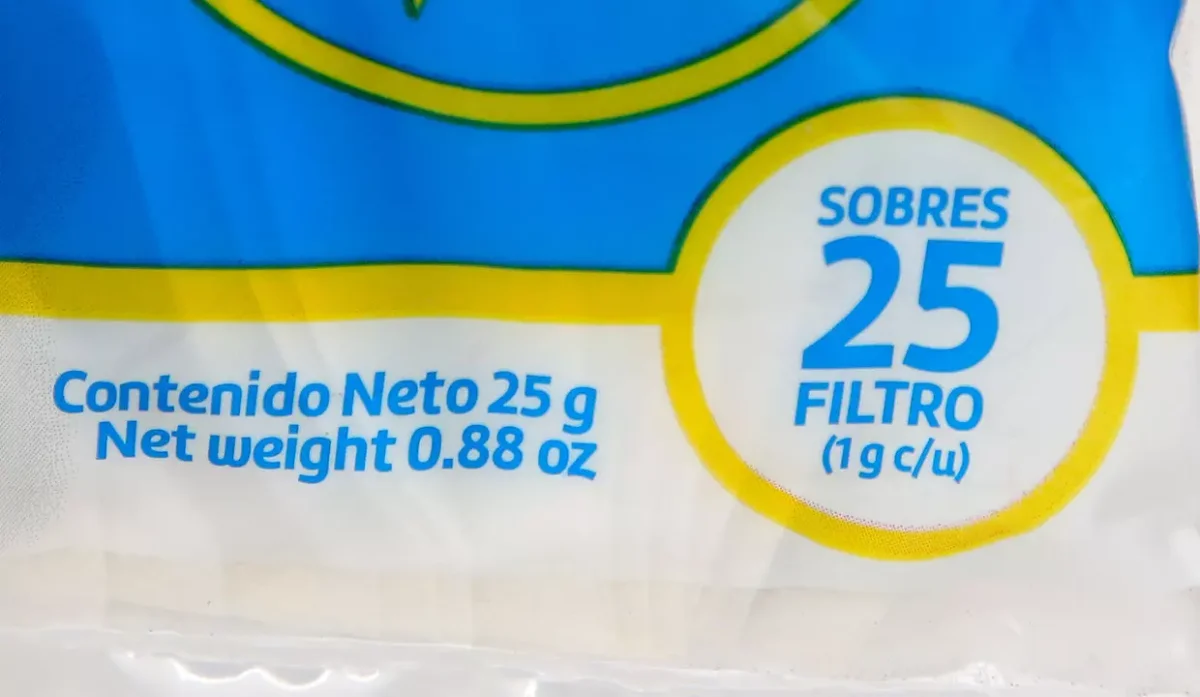 Contenido Neto 25 g
Net weight 0.88 oz
SOBRES
25
FILTRO
(1 g c/u)